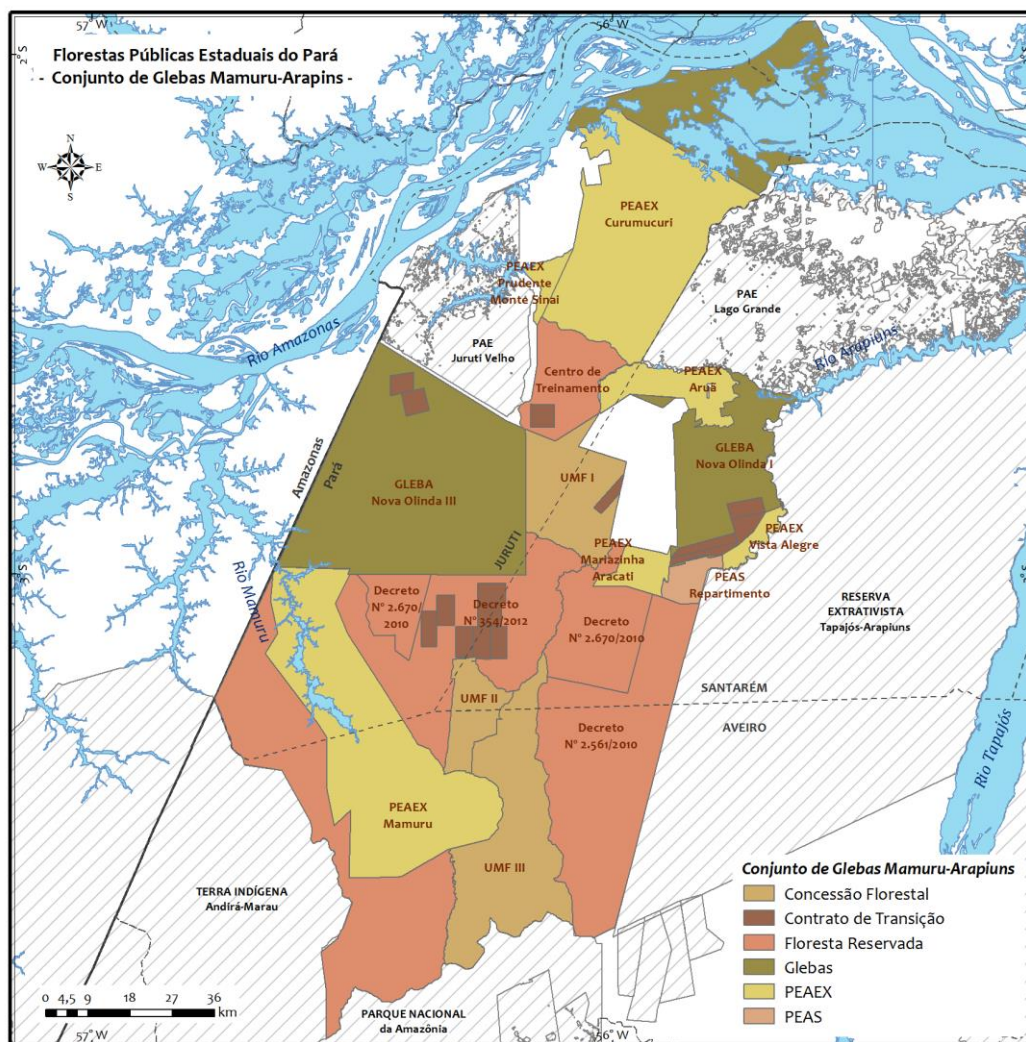 57° W
56° W
2° S
Florestas Públicas Estaduais do Pará
- Conjunto de Glebas Mamuru-Arapins -
N
W
E
S
PEAEX
Curumucuri
PEAEX
Prudente
Monte Sinai
PAE
Lago Grande
Rio Amazonas
PAE
Juruti Velho
Rio Arapiuns
Centro de
Treinamento
PEAEX
Aruã
Amazonas
Pará
GLEBA
Nova Olinda III
UMF I
GLEBA
Nova Olinda I
JURUTI
PEAEX
Mariazinha
Aracati
PEAEX
Vista Alegre
PEAS
Repartimento
3° S
Rio Mamuru
Decreto
N° 2.670
2010
Decreto
N° 354/2012
Decreto
N° 2.670/2010
RESERVA
EXTRATIVISTA
Tapajós-Arapiuns
UMF II
SANTARÉM
AVEIRO
Decreto
N° 2.561/2010
Rio Tapajós
PEAEX
Mamuru
UMF III
TERRA INDÍGENA
Andirá-Marau
PARQUE NACIONAL
da Amazônia
Conjunto de Glebas Mamuru-Arapiuns
Concessão Florestal
Contrato de Transição
Floresta Reservada
Glebas
PEAEX
PEAS
0 4,5 9 18 27 36
km
57° W
56° W